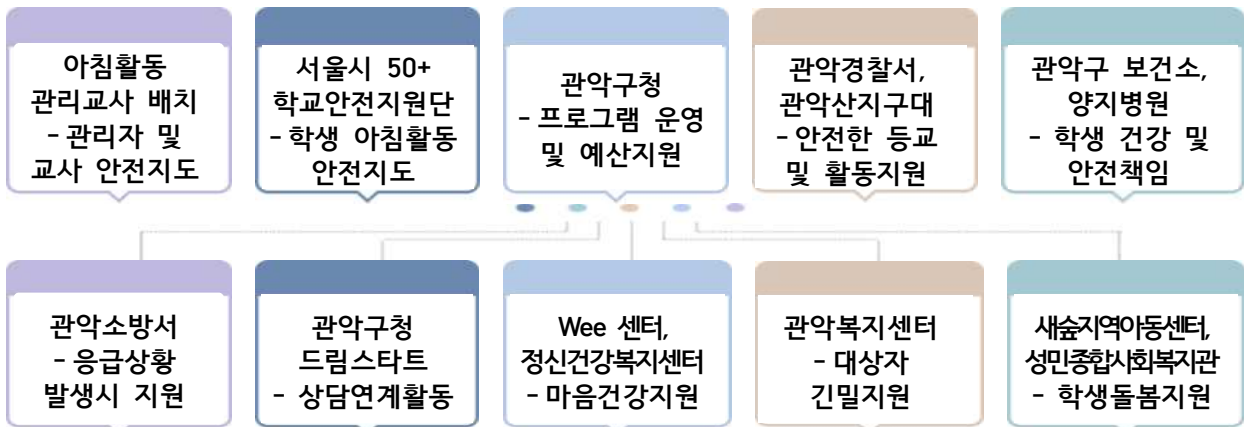 아침활동
관리교사 배치
- 관리자 및
교사 안전지도
서울시 50+
학교안전지원단
- 학생 아침활동
안전지도
관악구청
- 프로그램 운영
및 예산지원
관악경찰서,
관악산지구대
- 안전한 등교
및 활동지원
관악구 보건소,
양지병원
- 학생 건강 및
안전책임
관악소방서
- 응급상황
발생시 지원
관악구청
드림스타트
- 상담연계활동
Wee 센터,
정신건강복지센터
- 마음건강지원
관악복지센터
- 대상자
긴밀지원
새숲지역아동센터,
성민종합사회복지관
- 학생돌봄지원